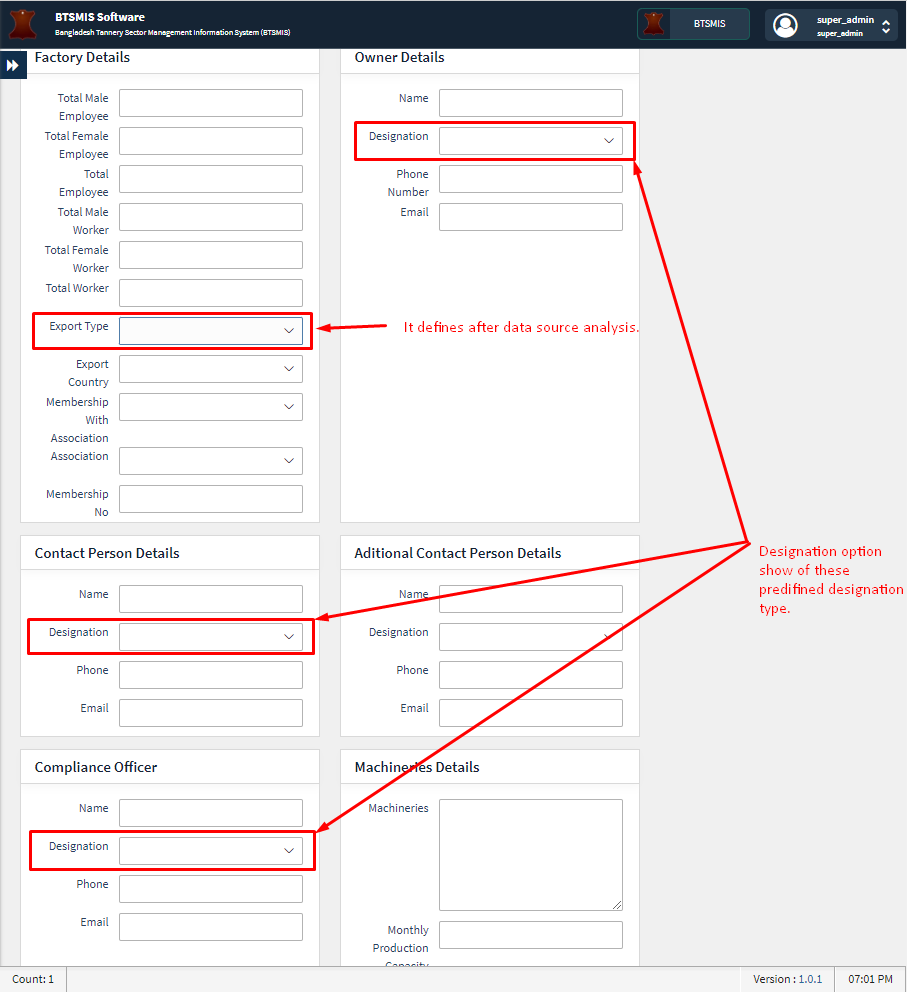 BTSMIS Software
Bangladesh Tannery Sector Management Information System (BTSMIS)
BTSMIS
super_admin
super_admin
Factory Details
Total Male
Employee
Total Female
Employee
Total
Employee
Total Male
Worker
Total Female
Worker
Total Worker
Export Type
Export
Country
Membership
With
Association
Association
Membership
No
Owner Details
Name
Designation
Phone
Number
Email
It defines after data source analysis.
Contact Person Details
Name
Designation
Phone
Email
Aditional Contact Person Details
Name
Designation
Phone
Email
Designation option
show of these
predifined designation
type.
Compliance Officer
Name
Designation
Phone
Email
Machineries Details
Machineries
Monthly
Production
Capacity
Count: 1
Version : 1.0.1
07:01 PM